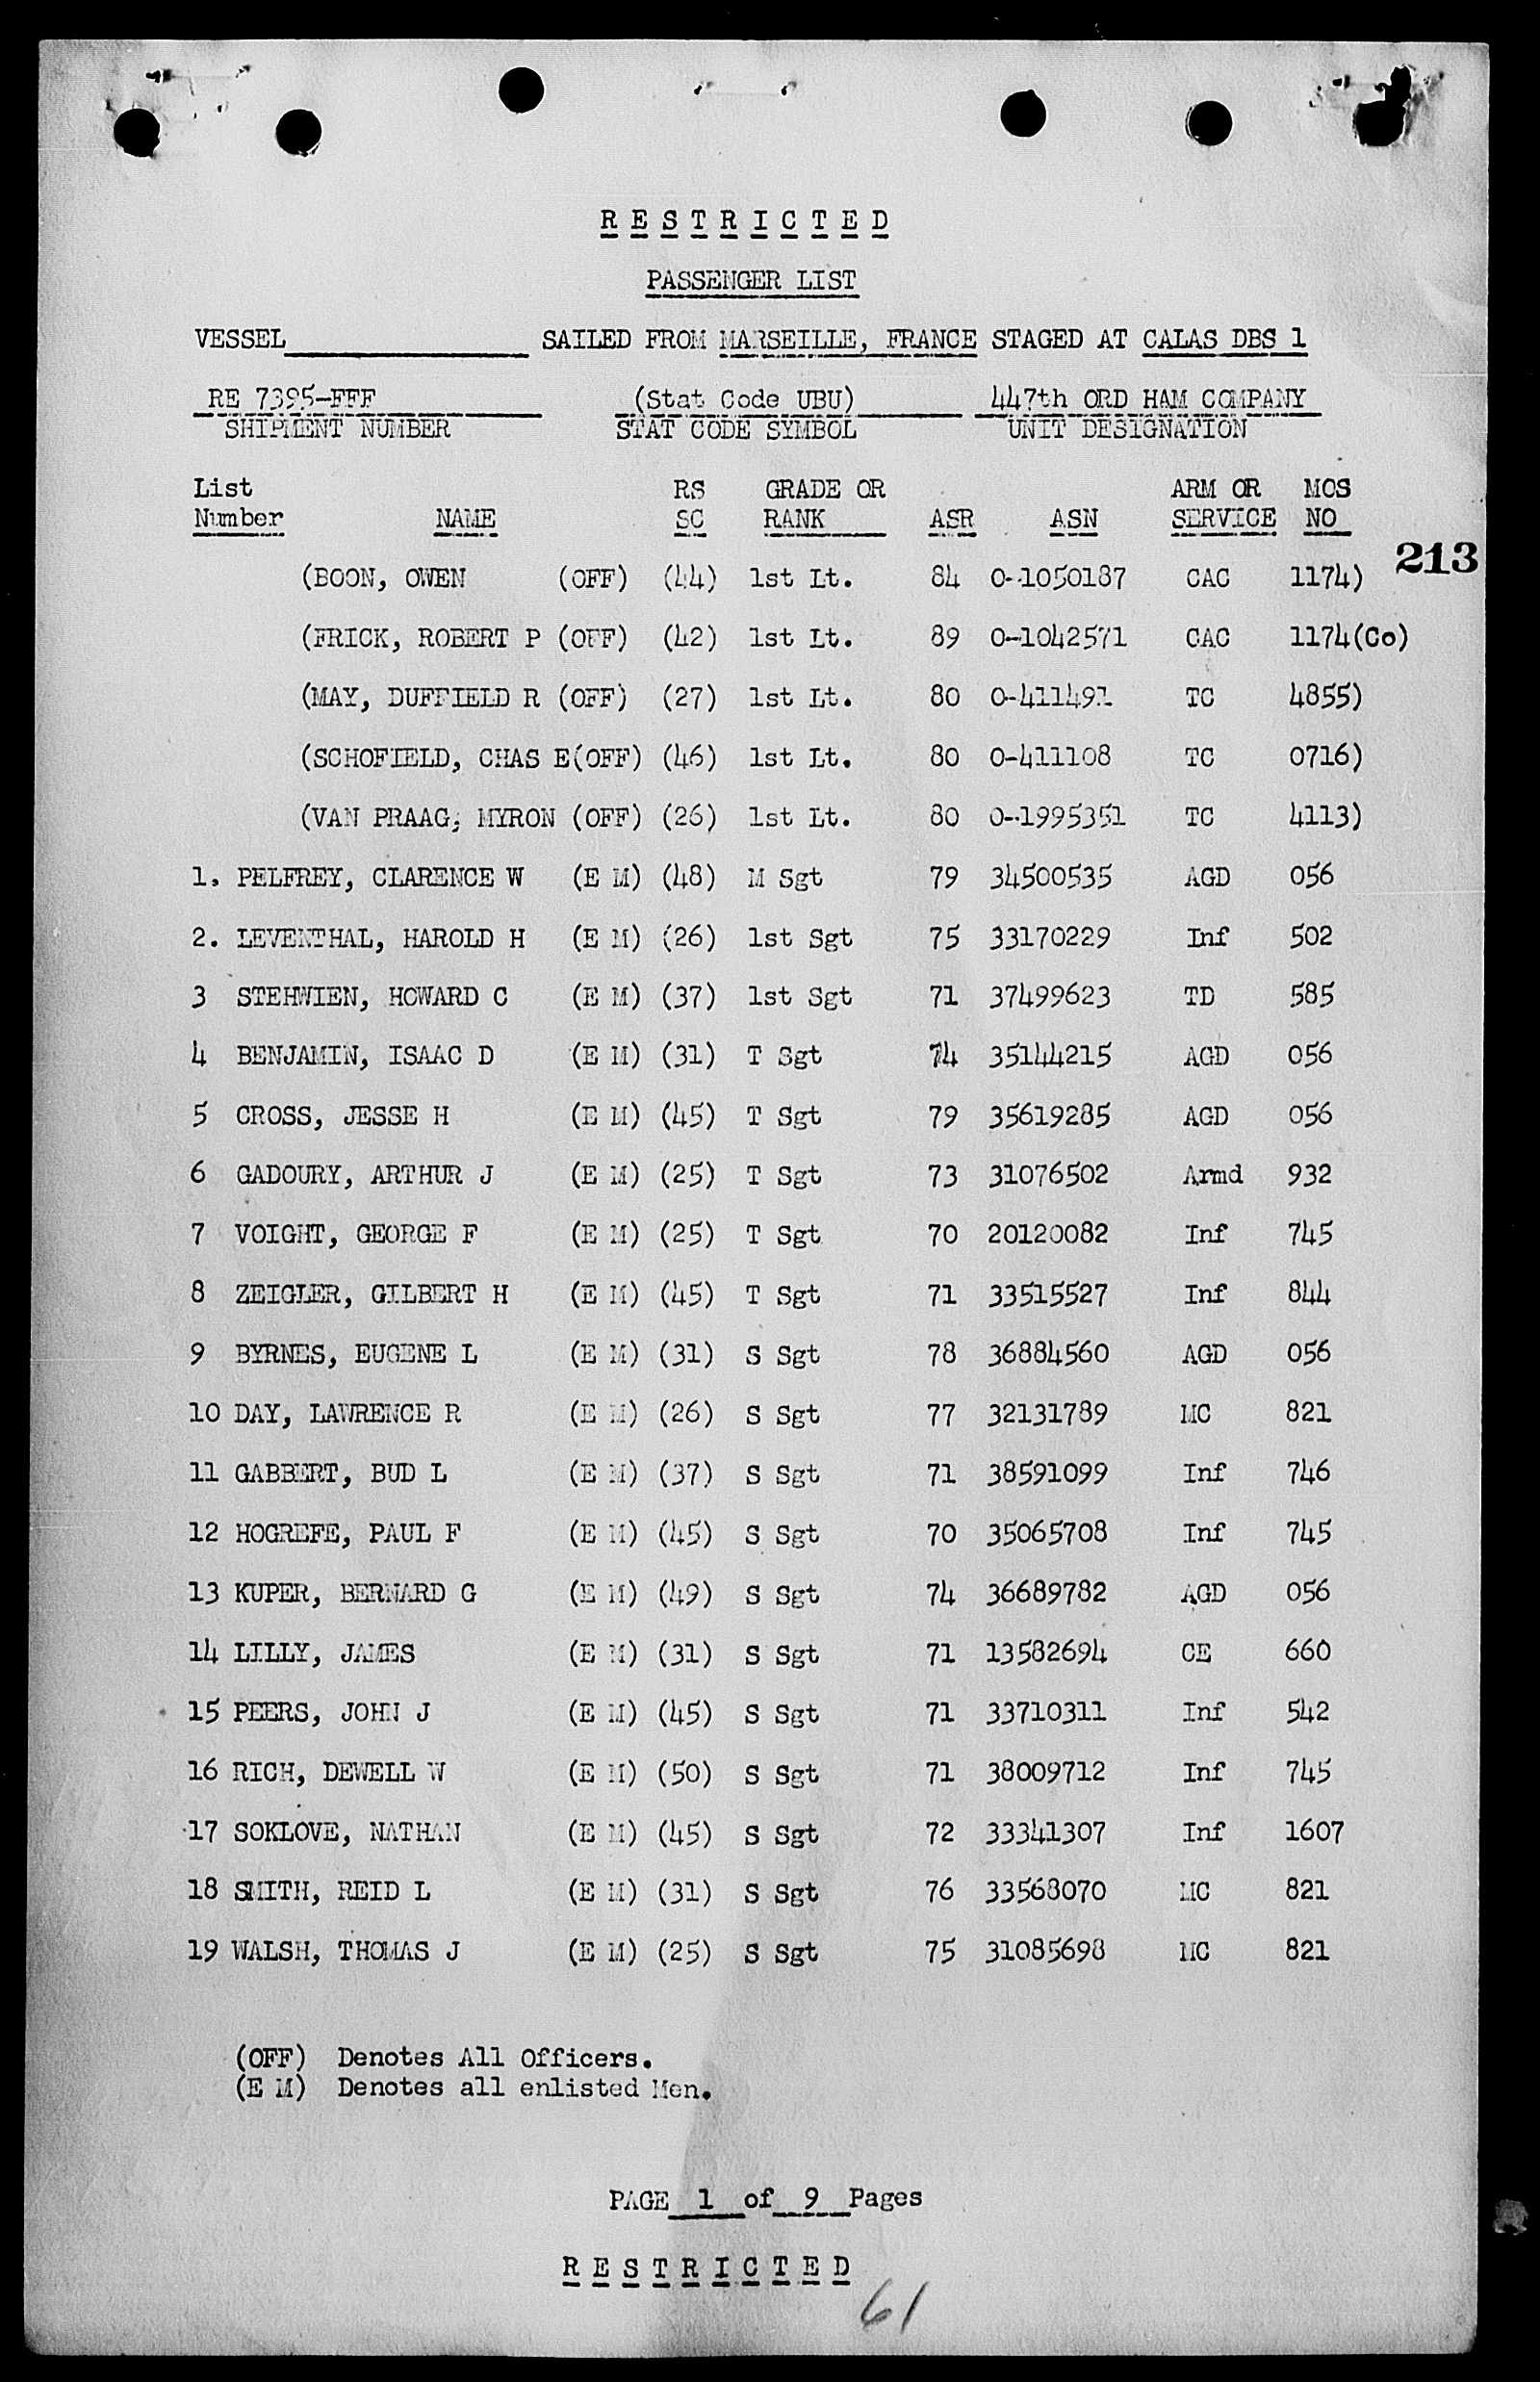 RESTRICTED
PASSENGER LIST
VESSEL SAILED FROM MARSEILLE, FRANCE STAGED AT CALAS DBS 1
RE 7395-FFF (Stat Code UBU) 447th ORD HAM COMPANY
SHIPMENT NUMBER STAT CODE SYMBOL UNIT DESIGNATION
List RS GRADE OR ARM OR MOS
Number NAME SC RANK ASR ASN SERVICE NO
213
(BOON, OWEN (OFF) (44) 1st Lt. 84 O-1050187 CAC 1174)
(FRICK, ROBERT P (OFF) (42) 1st Lt. 89 O-1042571 CAC 1174(Co)
(MAY, DUFFIELD R (OFF) (27) 1st Lt. 80 O-411491 TC 4855)
(SCHOFIELD, CHAS E(OFF) (46) 1st Lt. 80 O-411108 TC 0716)
(VAN PRAAG, MYRON (OFF) (26) 1st Lt. 80 O-1995351 TC 4113)
1. PELFREY, CLARENCE W (E M) (48) M Sgt 79 34500535 AGD 056
2. LEVENTHAL, HAROLD H (E M) (26) 1st Sgt 75 33170229 Inf 502
3 STEHWIEN, HOWARD C (E M) (37) 1st Sgt 71 37499623 TD 585
4 BENJAMIN, ISAAC D (E M) (31) T Sgt 74 35144215 AGD 056
5 CROSS, JESSE H (E M) (45) T Sgt 79 35619285 AGD 056
6 GADOURY, ARTHUR J (E M) (25) T Sgt 73 31076502 Armd 932
7 VOIGHT, GEORGE F (E M) (25) T Sgt 70 20120082 Inf 745
8 ZEIGLER, GILBERT H (E M) (45) T Sgt 71 33515527 Inf 844
9 BYRNES, EUGENE L (E M) (31) S Sgt 78 36884560 AGD 056
10 DAY, LAWRENCE R (E M) (26) S Sgt 77 32131789 MC 821
11 GABBERT, BUD L (E M) (37) S Sgt 71 38591099 Inf 746
12 HOGREFE, PAUL F (E M) (45) S Sgt 70 35065708 Inf 745
13 KUPER, BERNARD G (E M) (49) S Sgt 74 36689782 AGD 056
14 LILLY, JAMES (E M) (31) S Sgt 71 13582694 CE 660
15 PEERS, JOHN J (E M) (45) S Sgt 71 33710311 Inf 542
16 RICH, DEWELL W (E M) (50) S Sgt 71 38009712 Inf 745
17 SOKLOVE, NATHAN (E M) (45) S Sgt 72 33341307 Inf 1607
18 SMITH, REID L (E M) (31) S Sgt 76 33568070 MC 821
19 WALSH, THOMAS J (E M) (25) S Sgt 75 31085698 MC 821
(OFF) Denotes All Officers.
(E M) Denotes all enlisted Men.
PAGE 1 of 9 Pages
RESTRICTED
61